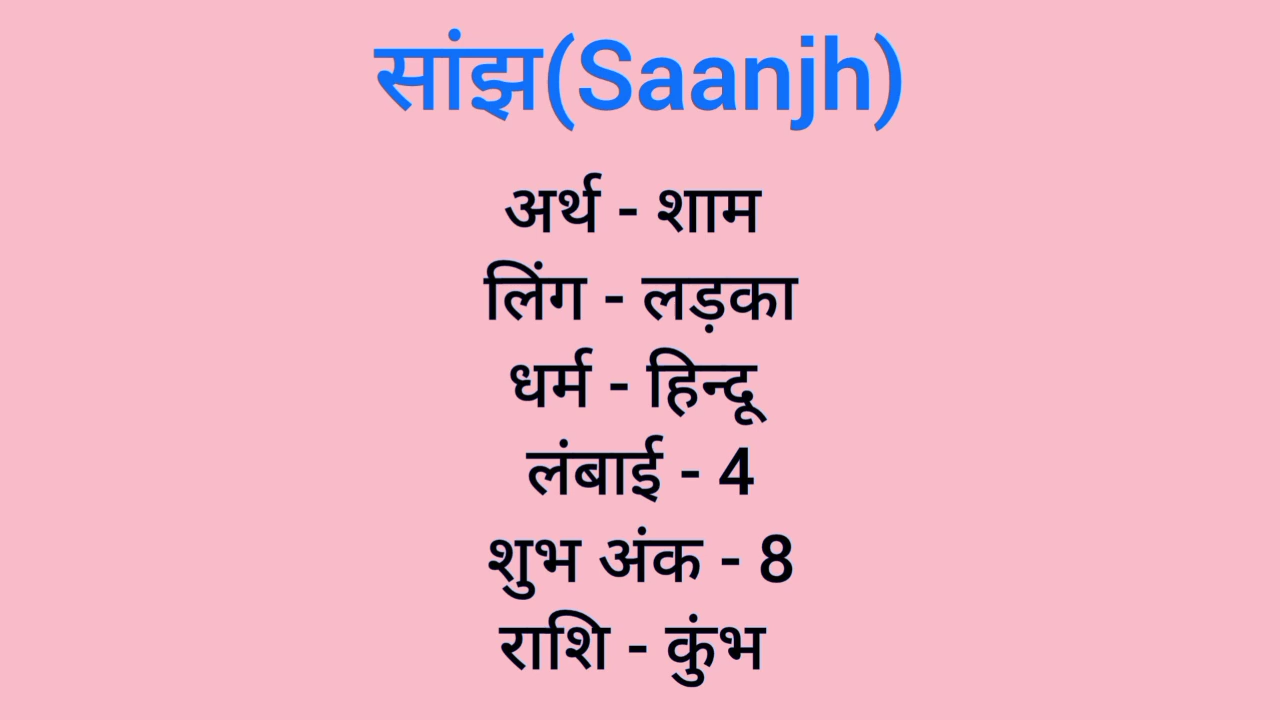 सांझ(Saanjh)
अर्थ - शाम
लिंग - लड़का
धर्म - हिन्दू
लंबाई - 4
शुभ अंक - 8
राशि - कुंभ